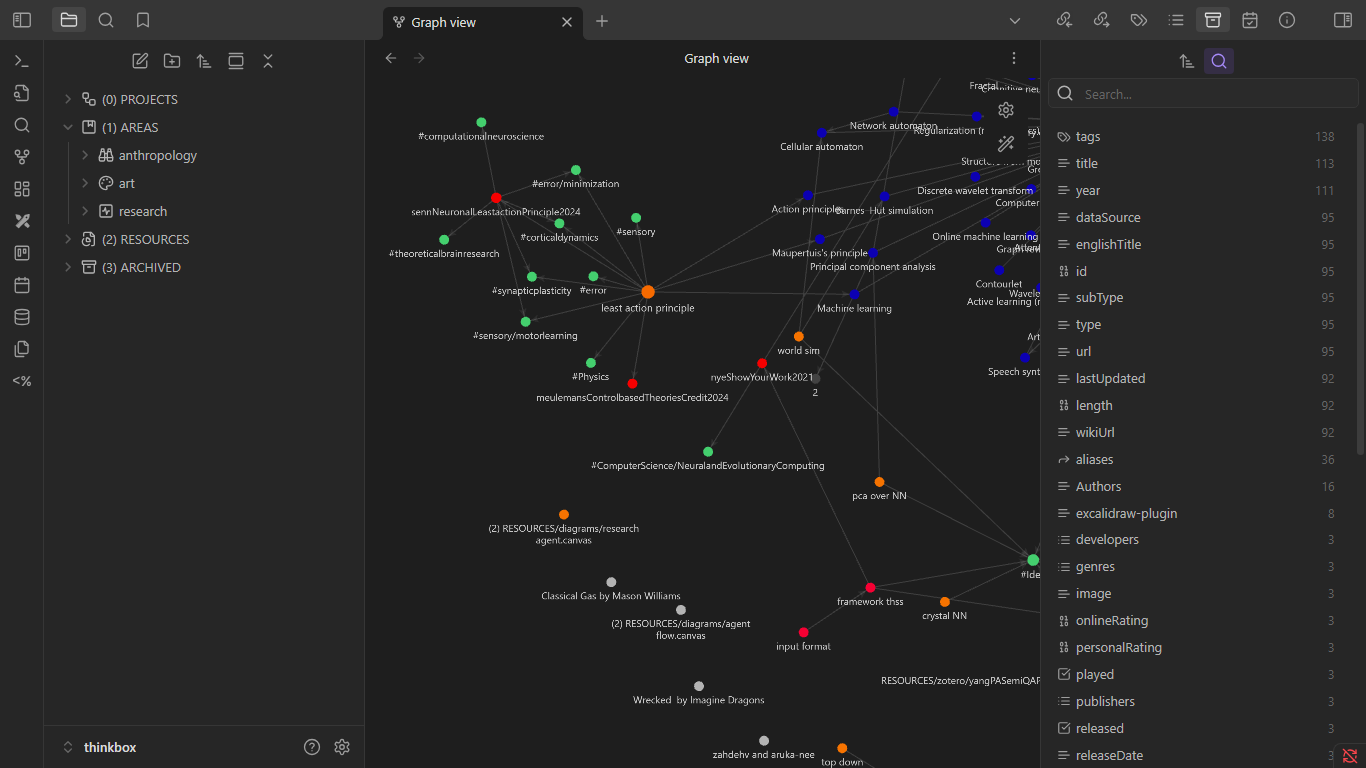 Graph view
Graph view
(0) PROJECTS
(1) AREAS
anthropology
art
research
(2) RESOURCES
(3) ARCHIVED
thinkbox
<%
Fractal
Network automaton
Cellular automaton
#computationalneuroscience
#error/minimization
sennNeuronalLeastactionPrinciple2024
#sensory
#corticaldynamics
#theoreticalbrainresearch
#synapticplasticity
#error
least action principle
#sensory/motorlearning
#Physics
meulemansControlbasedTheoriesCredit2024
Discrete wavelet transform
Computer
Action principles
Barnes–Hut simulation
Online machine learning
Maupertuis's principle
Principal component analysis
Contourlet
Machine learning
world sim
nyeShowYourWork2021
2
Speech synt
#ComputerScience/NeuralandEvolutionaryComputing
pca over NN
(2) RESOURCES/diagrams/research
agent.canvas
#Ide
Classical Gas by Mason Williams
framework thss
(2) RESOURCES/diagrams/agent
flow.canvas
crystal NN
input format
RESOURCES/zotero/yangPASemiQAP
Wrecked by Imagine Dragons
zahdehv and aruka-nee
top down
Search...
tags 138
title 113
year 111
dataSource 95
englishTitle 95
id 95
subType 95
type 95
url 95
lastUpdated 92
length 92
wikiUrl 92
aliases 36
Authors 16
excalidraw-plugin 8
developers 3
genres 3
image 3
onlineRating 3
personalRating 3
played 3
publishers 3
released 3
releaseDate 3